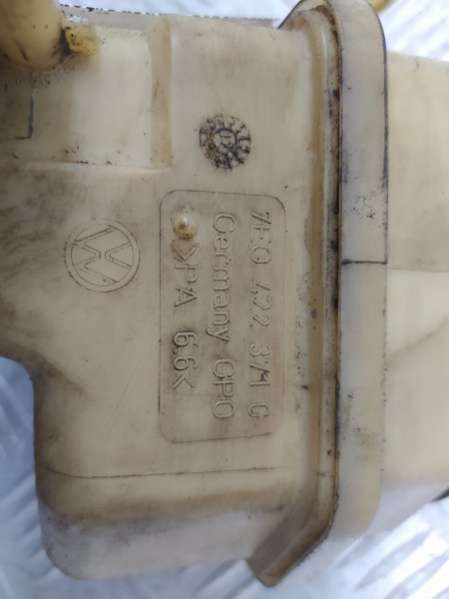 7E0 422 371 G
Germany GPO
>PA 6.6<